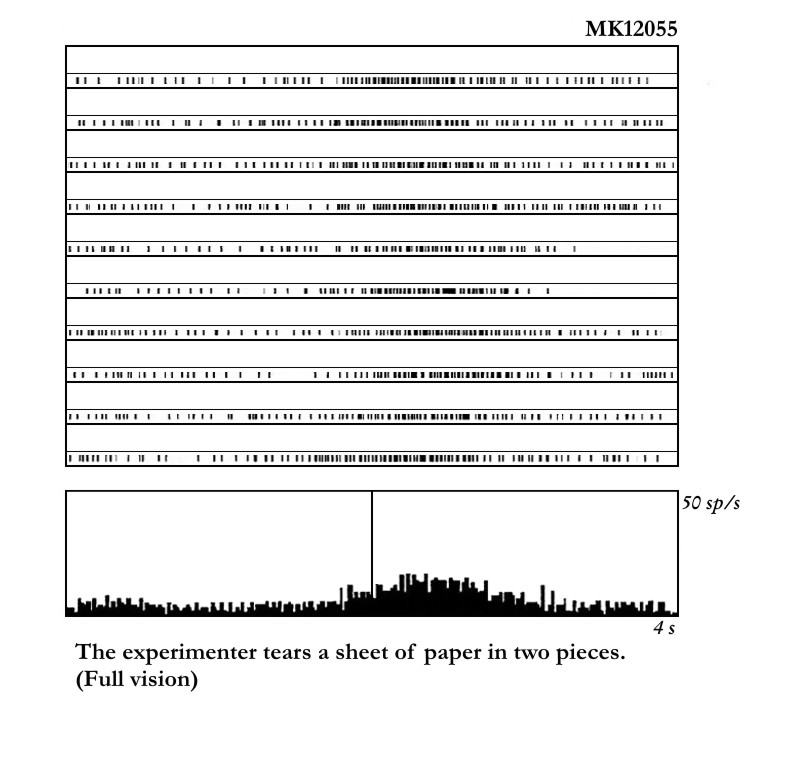 MK12055
50 sp/s
4 s
The experimenter tears a sheet of paper in two pieces.
(Full vision)